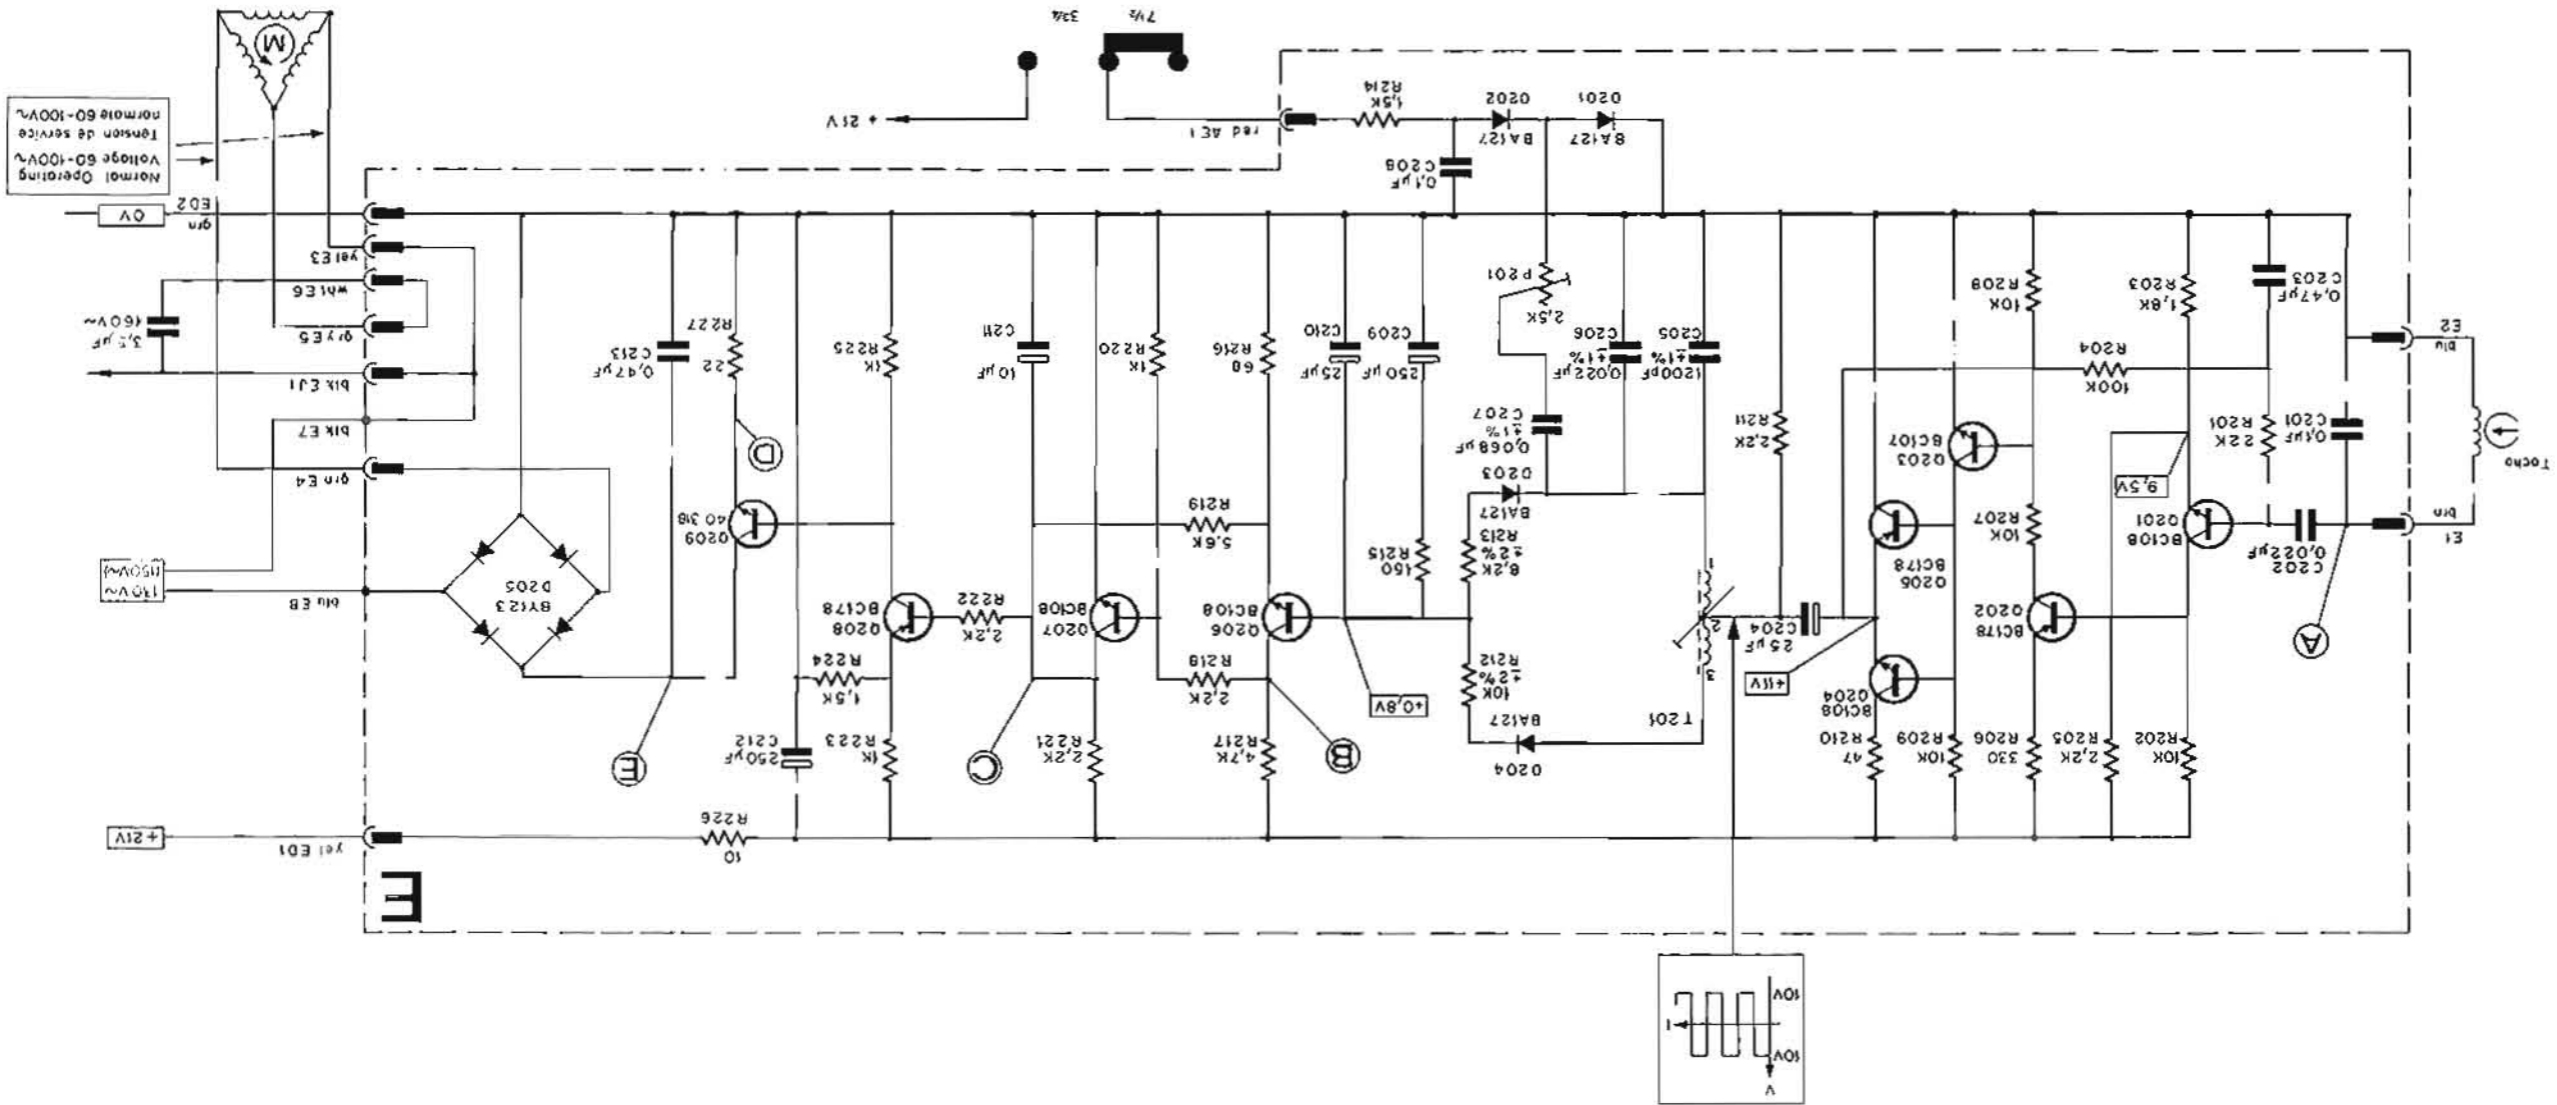 V
10V
10V
E
yel ED1
+21V
R202
10K
R205
2,2K
R206
330
R209
10K
R210
47
T201
D204
BA127
R217
4,7K
R221
2,2K
R223
1K
C212
250µF
R226
10
A
B
C
E
+11V
+0,8V
Q204
BC108
R212
±2%
10K
R218
2,2K
R224
1,5K
E1
brn
C202
0,022µF
Q201
BC108
9,5V
Q202
BC178
Q205
BC178
C204
25µF
3
2
1
R213
±2%
8,2K
R215
150
Q206
BC108
Q207
BC108
R222
2,2K
Q208
BC178
R219
5,6K
Q209
40318
D205
BY123
blu E8
130V~
(150V~)
Tacho
C201
0,1µF
R201
22K
R207
10K
Q203
BC107
R211
2,2K
D203
BA127
C207
±1%
0,068µF
D
grn E4
blk E7
E2
blu
R204
100K
C205
±1%
1200pF
C206
±1%
0,022µF
C209
250µF
C210
25µF
R216
68
R220
1K
C211
10µF
R225
1K
R227
22
C213
0,47µF
blk EJ1
gry E5
wht E6
yel E3
160V~
C203
0,47µF
R203
1,8K
R208
10K
P201
2,5K
ED2
grn
0V
C208
0,1µF
D201
BA127
D202
BA127
R214
1,5K
red AE1
+ 21V
Normal Operating
Voltage 60-100V~
Tension de service
normale 60-100V~
M
7½
3¾